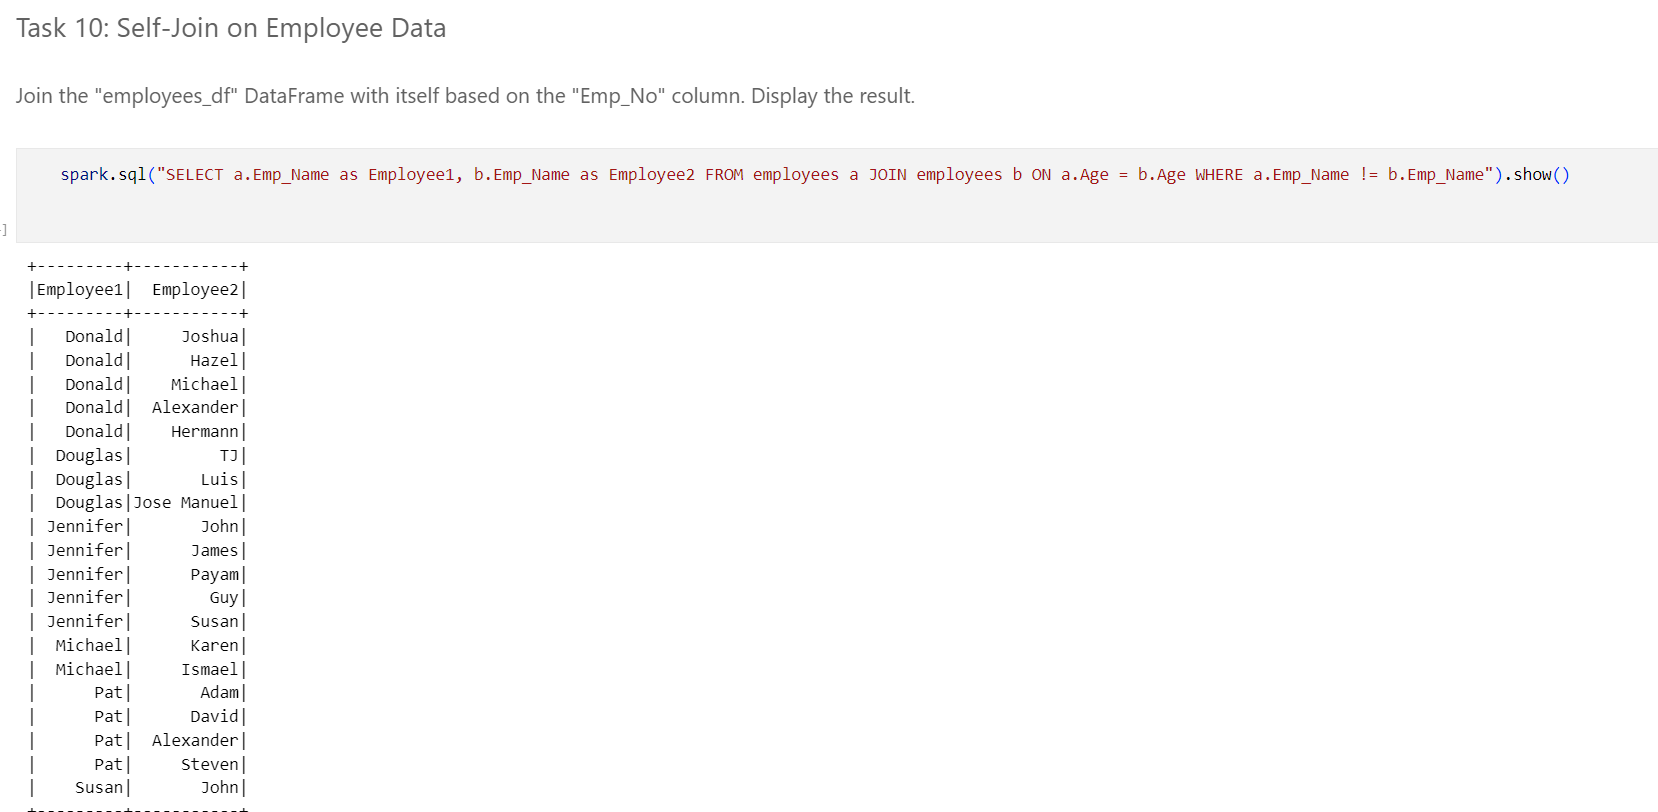 Task 10: Self-Join on Employee Data
Join the "employees_df" DataFrame with itself based on the "Emp_No" column. Display the result.
spark.sql("SELECT a.Emp_Name as Employee1, b.Emp_Name as Employee2 FROM employees a JOIN employees b ON a.Age = b.Age WHERE a.Emp_Name != b.Emp_Name").show()
]
+---------+-----------+
|Employee1|  Employee2|
+---------+-----------+
|   Donald|     Joshua|
|   Donald|      Hazel|
|   Donald|    Michael|
|   Donald|  Alexander|
|   Donald|    Hermann|
|  Douglas|         TJ|
|  Douglas|       Luis|
|  Douglas|Jose Manuel|
| Jennifer|       John|
| Jennifer|      James|
| Jennifer|      Payam|
| Jennifer|        Guy|
| Jennifer|      Susan|
|  Michael|      Karen|
|  Michael|     Ismael|
|      Pat|       Adam|
|      Pat|      David|
|      Pat|  Alexander|
|      Pat|     Steven|
|    Susan|       John|
+---------+-----------+